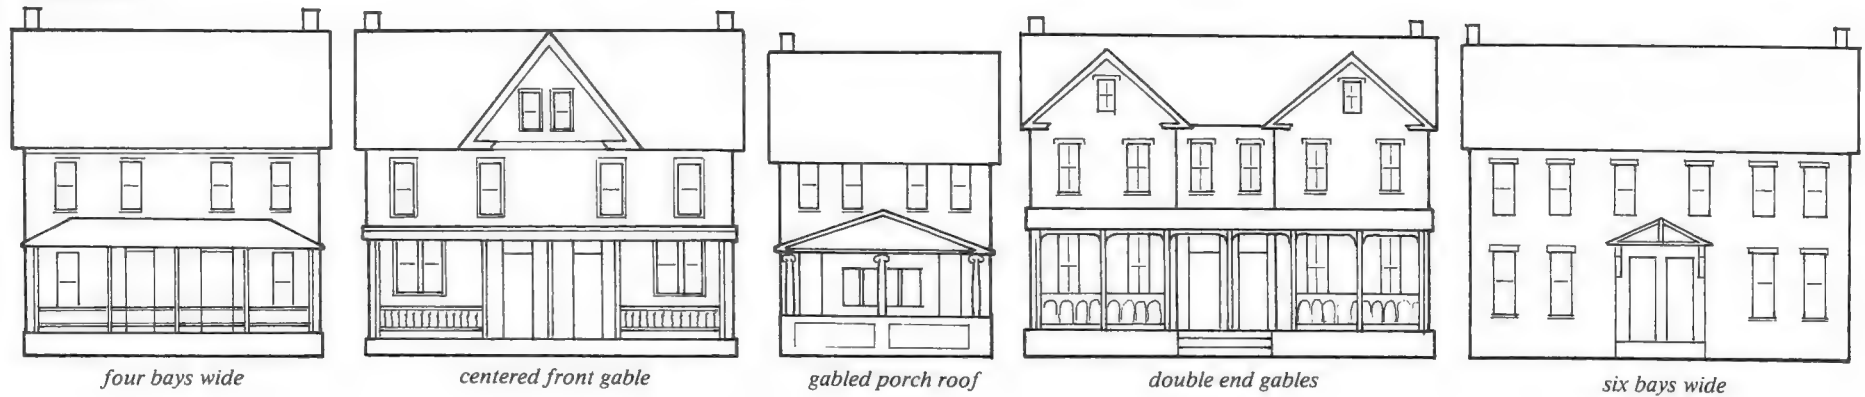 four bays wide
centered front gable
gabled porch roof
double end gables
six bays wide